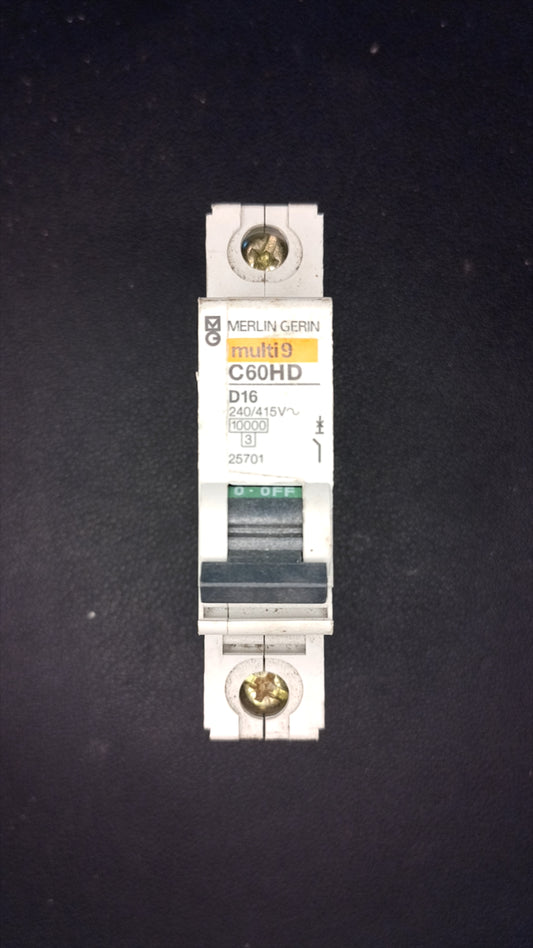 MERLIN GERIN
multi9
C60HD
D16
240/415V~
10000
3
25701
O·OFF